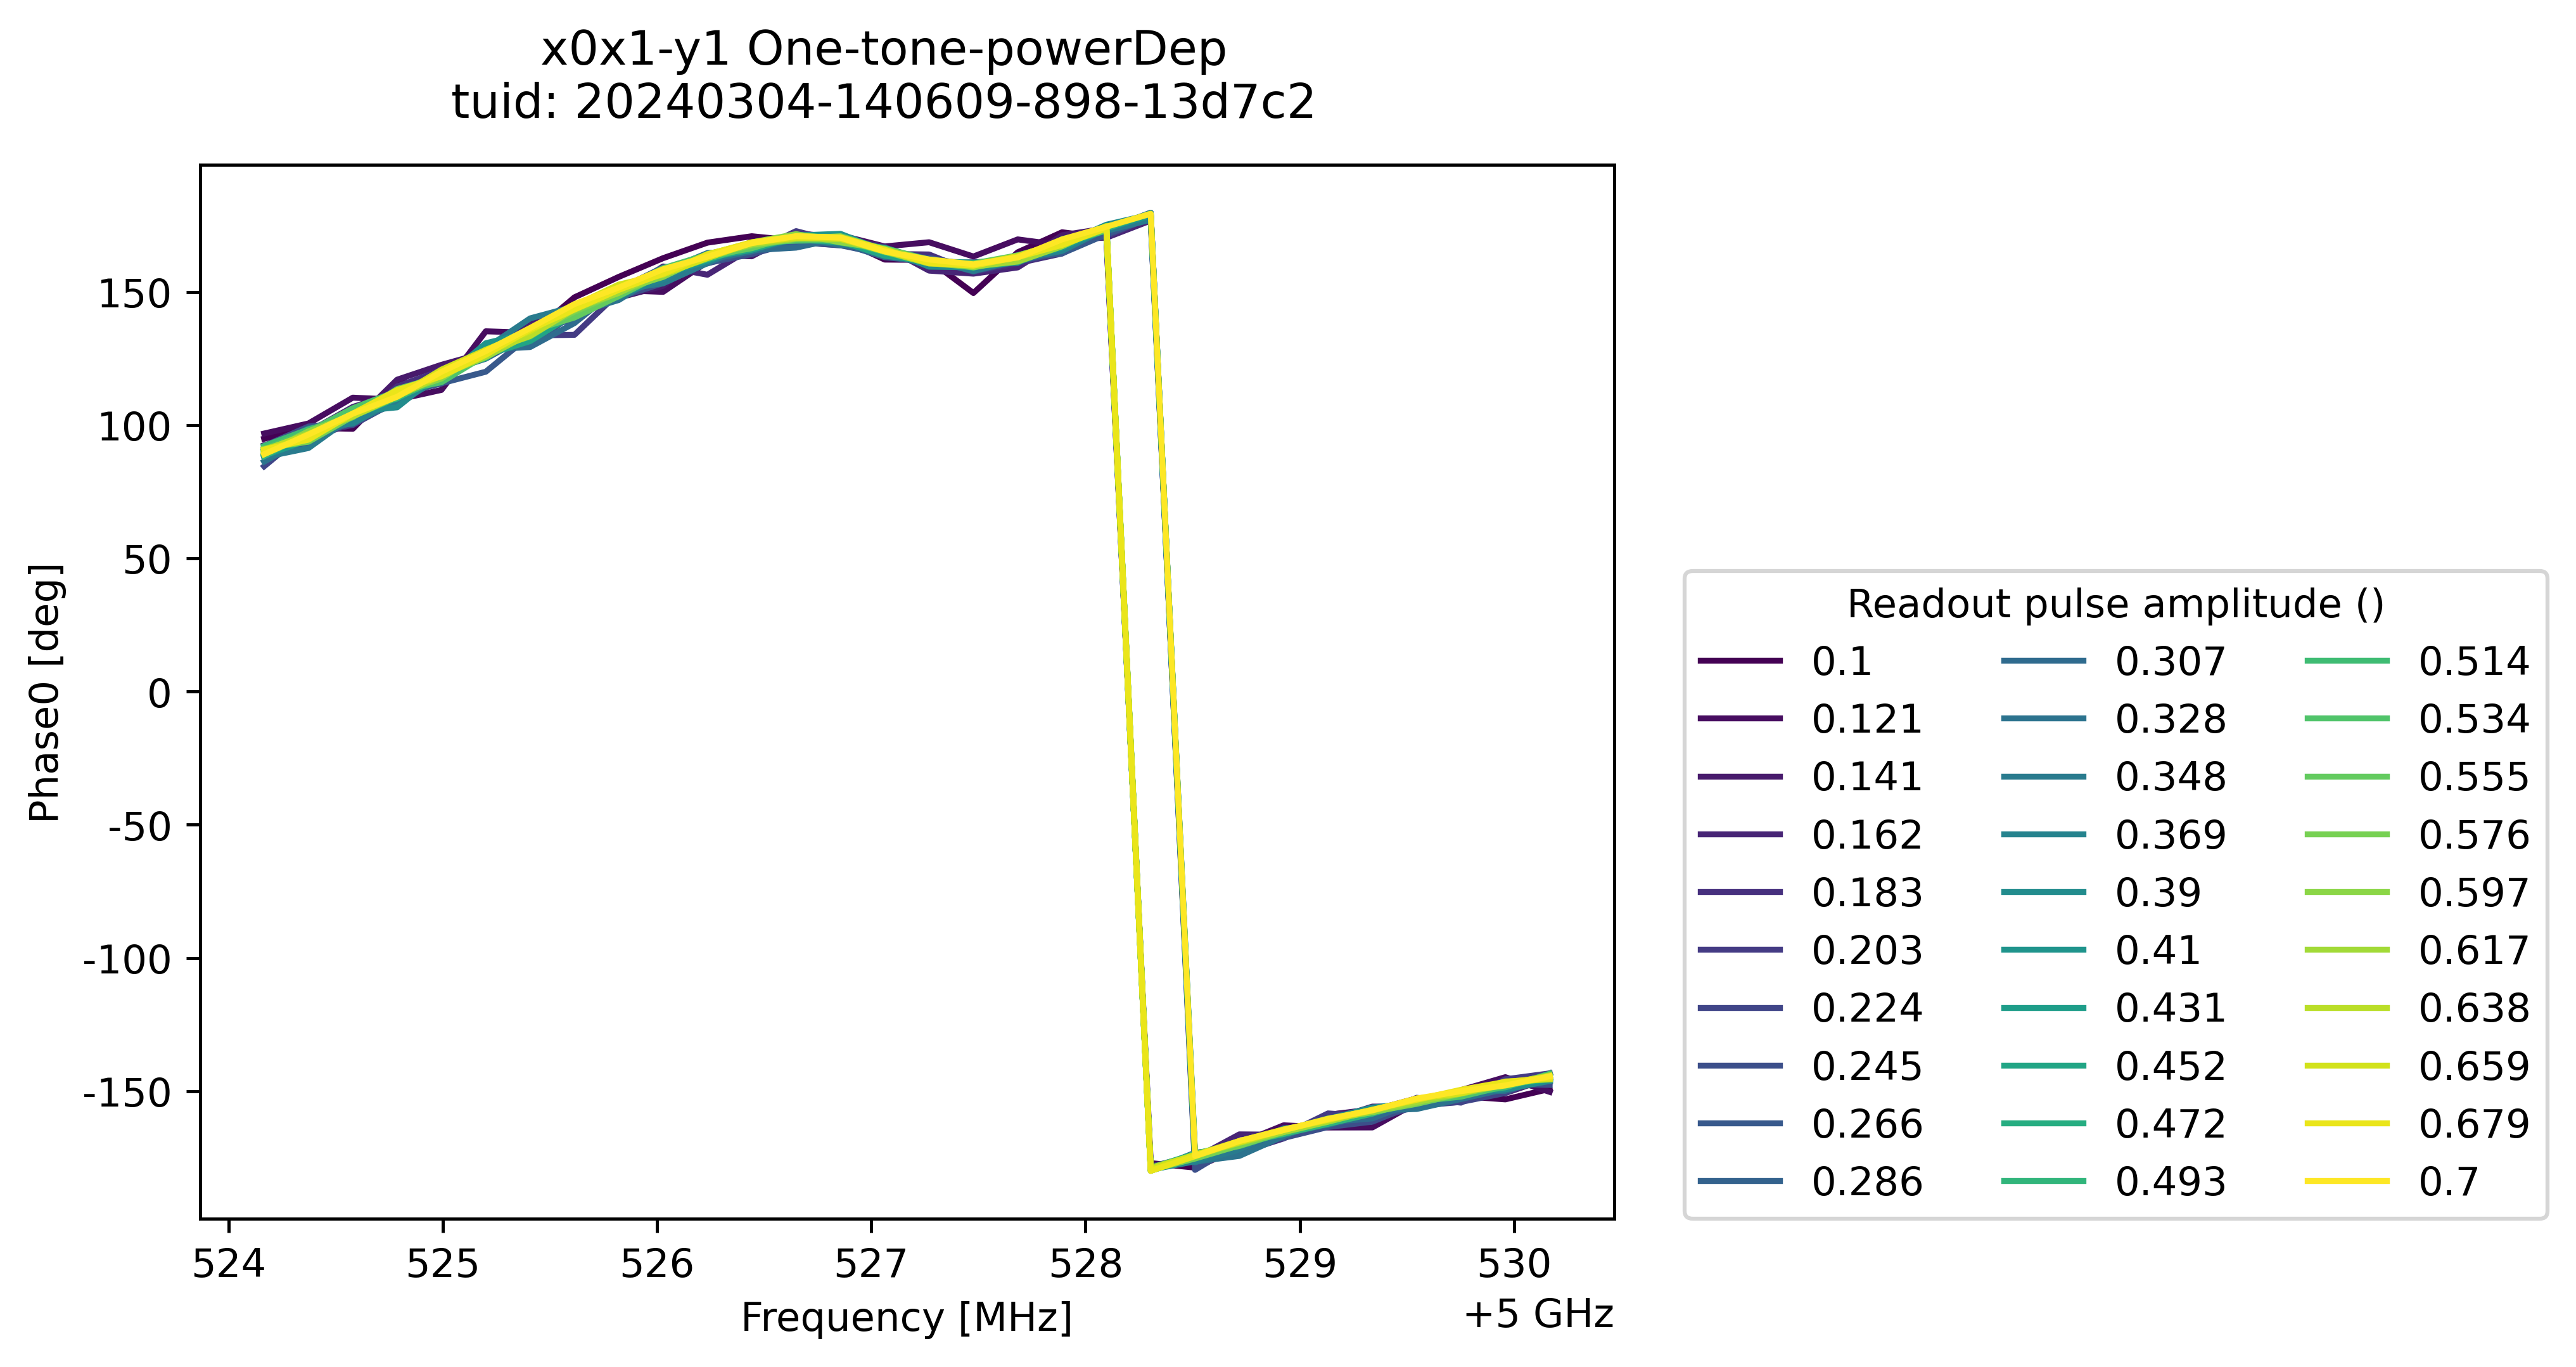 x0x1-y1 One-tone-powerDep
tuid: 20240304-140609-898-13d7c2
Phase0 [deg]
150
100
50
0
-50
-100
-150
524 525 526 527 528 529 530
Frequency [MHz]
+5 GHz
Readout pulse amplitude ()
0.1 0.307 0.514
0.121 0.328 0.534
0.141 0.348 0.555
0.162 0.369 0.576
0.183 0.39 0.597
0.203 0.41 0.617
0.224 0.431 0.638
0.245 0.452 0.659
0.266 0.472 0.679
0.286 0.493 0.7